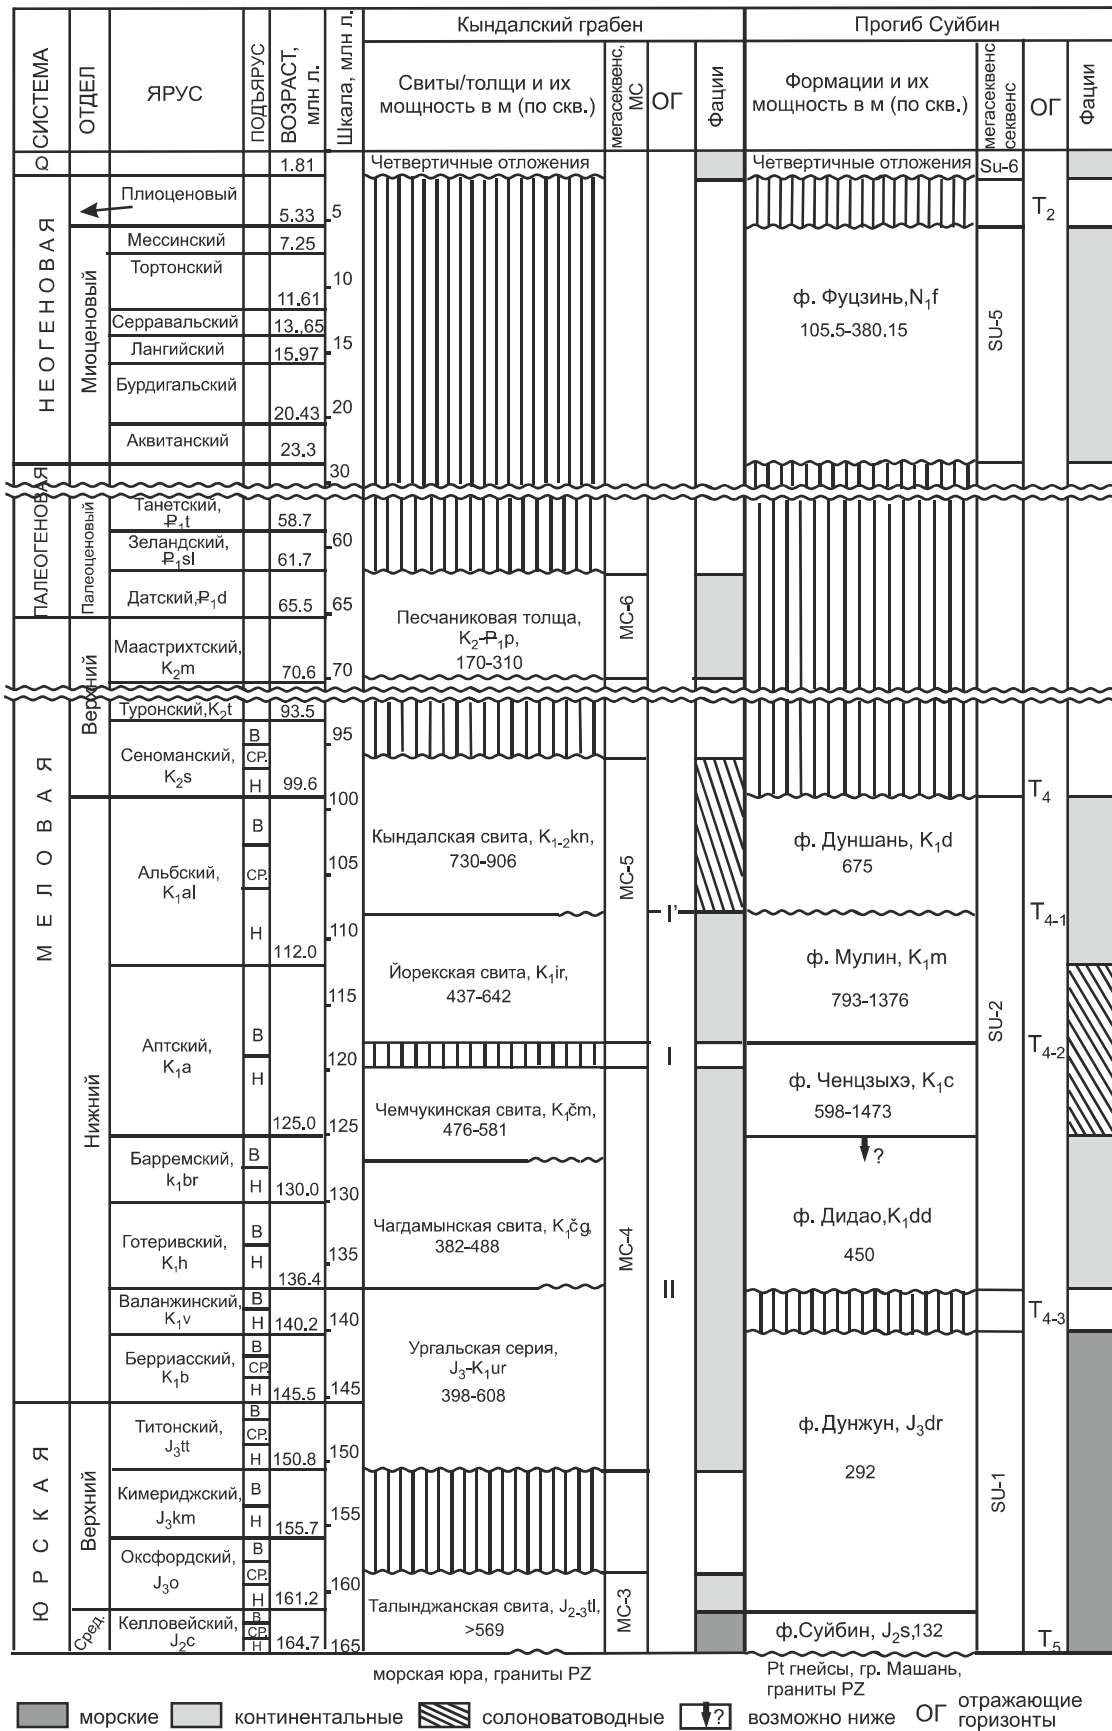 Кындалский грабен
Прогиб Суйбин
СИСТЕМА
ОТДЕЛ
ЯРУС
ПОДЪЯРУС
ВОЗРАСТ, млн л.
Шкала, млн л.
Свиты/толщи и их
мощность в м (по скв.)
мегасеквенс, МС
ОГ
Фации
Формации и их
мощность в м (по скв.)
мегасеквенс
секвенс
ОГ
Фации
Q
1.81
Четвертичные отложения
Четвертичные отложения
Su-6
НЕОГЕНОВАЯ
Плиоценовый
5.33
5
T2
Миоценовый
Мессинский
7.25
Тортонский
11.61
10
Серравальский
13.,65
Лангийский
15.97
15
Бурдигальский
20.43
20
Аквитанский
23.3
30
ф. Фуцзинь,N1f
105.5-380.15
SU-5
ПАЛЕОГЕНОВАЯ
Палеоценовый
Танетский,
P1t
58.7
Зеландский,
P1sl
61.7
60
Датский,P1d
65.5
65
Песчаниковая толща,
K2-P1p,
170-310
МС-6
МЕЛОВАЯ
Верхний
Маастрихтский,
K2m
70.6
70
Туронский,K2t
93.5
95
Сеноманский,
K2s
В
СР.
Н
99.6
100
T4
Нижний
Альбский,
K1al
В
СР.
Н
105
110
112.0
Кындалская свита, K1-2kn,
730-906
МС-5
I'
ф. Дуншань, K1d
675
T4-1
Йорекская свита, K1ir,
437-642
ф. Мулин, K1m
793-1376
SU-2
Аптский,
K1a
В
Н
115
120
125.0
125
I
T4-2
Чемчукинская свита, K1čm,
476-581
ф. Ченцзыхэ, K1c
598-1473
?
Барремский,
k1br
В
Н
130.0
130
Чагдамынская свита, K1čg,
382-488
МС-4
ф. Дидао,K1dd
450
Готеривский,
K1h
В
Н
135
136.4
II
Валанжинский,
K1v
В
Н
140.2
140
T4-3
Берриасский,
K1b
В
СР.
Н
145.5
145
Ургальская серия,
J3-K1ur
398-608
ЮРСКАЯ
Верхний
Титонский,
J3tt
В
СР.
Н
150.8
150
ф. Дунжун, J3dr
292
SU-1
Кимериджский,
J3km
В
Н
155.7
155
Оксфордский,
J3o
В
СР.
Н
161.2
160
Сред.
Келловейский,
J2c
В
СР.
Н
164.7
165
Талынджанская свита, J2-3tl,
>569
МС-3
ф.Суйбин, J2s,132
T5
морская юра, граниты PZ
Pt гнейсы, гр. Машань,
граниты PZ
морские
континентальные
солоноватоводные
? возможно ниже
ОГ отражающие
горизонты